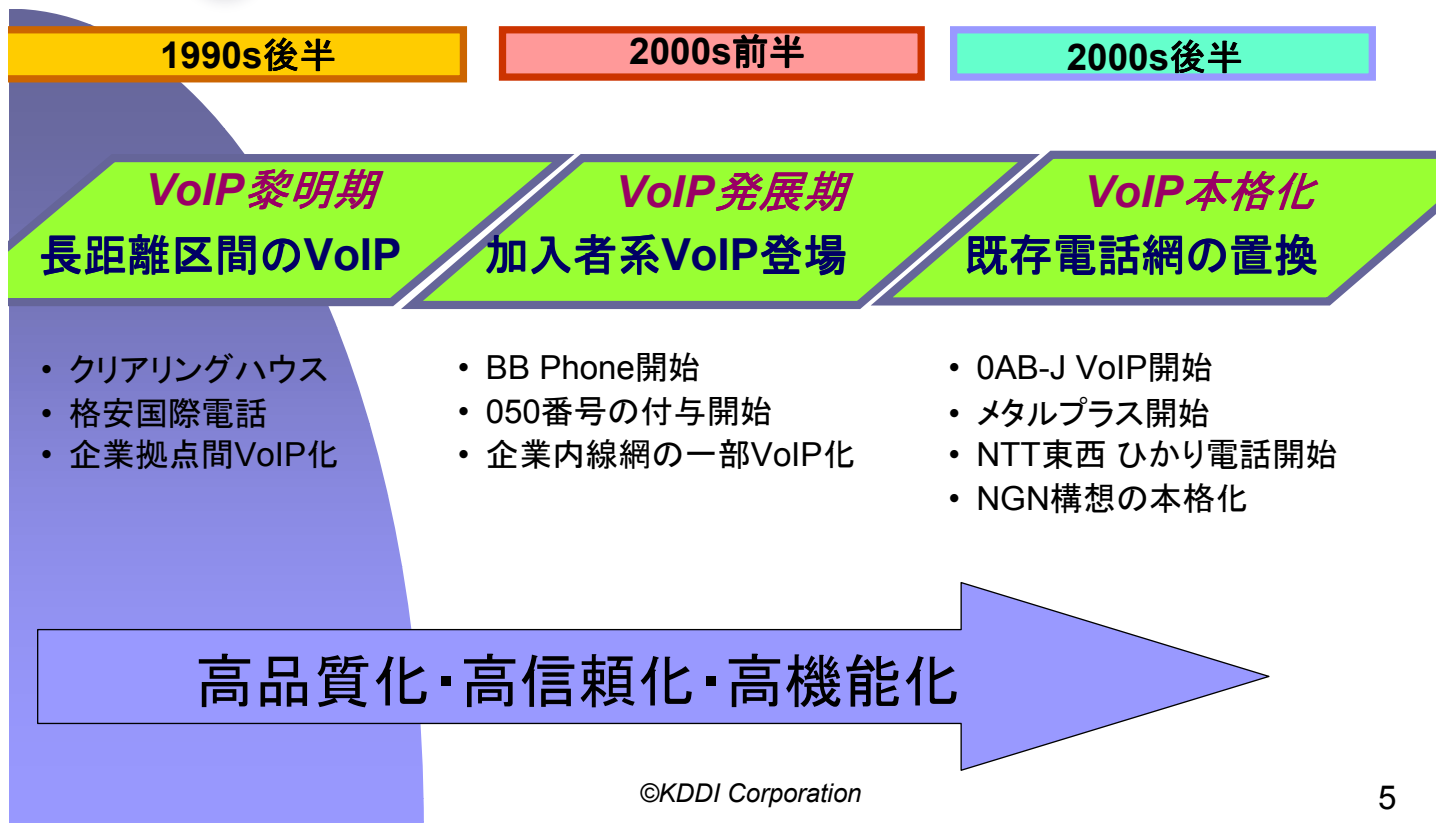 1990s後半
2000s前半
2000s後半
VoIP黎明期
長距離区間のVoIP
VoIP発展期
加入者系VoIP登場
VoIP本格化
既存電話網の置換
• クリアリングハウス
• 格安国際電話
• 企業拠点間VoIP化
• BB Phone開始
• 050番号の付与開始
• 企業内線網の一部VoIP化
• 0AB-J VoIP開始
• メタルプラス開始
• NTT東西 ひかり電話開始
• NGN構想の本格化
高品質化・高信頼化・高機能化
©KDDI Corporation
5